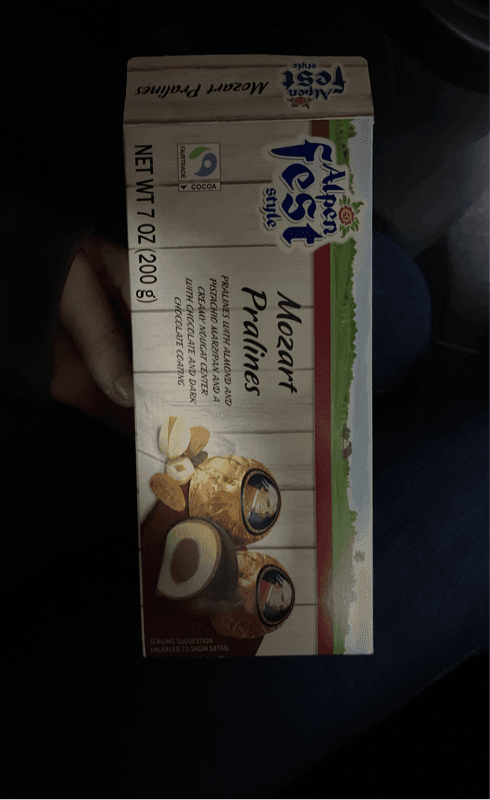 Alpen
fest
style
Mozart Pralines
Alpen
fest
style
FAIRTRADE
COCOA
NET WT 7 OZ (200 g)
Mozart
Pralines
PRALINES WITH ALMOND AND
PISTACHIO MARZIPAN AND A
CREAMY NOUGAT CENTER
WITH CHOCOLATE AND DARK
CHOCOLATE COATING
SERVING SUGGESTION
ENLARGED TO SHOW DETAIL